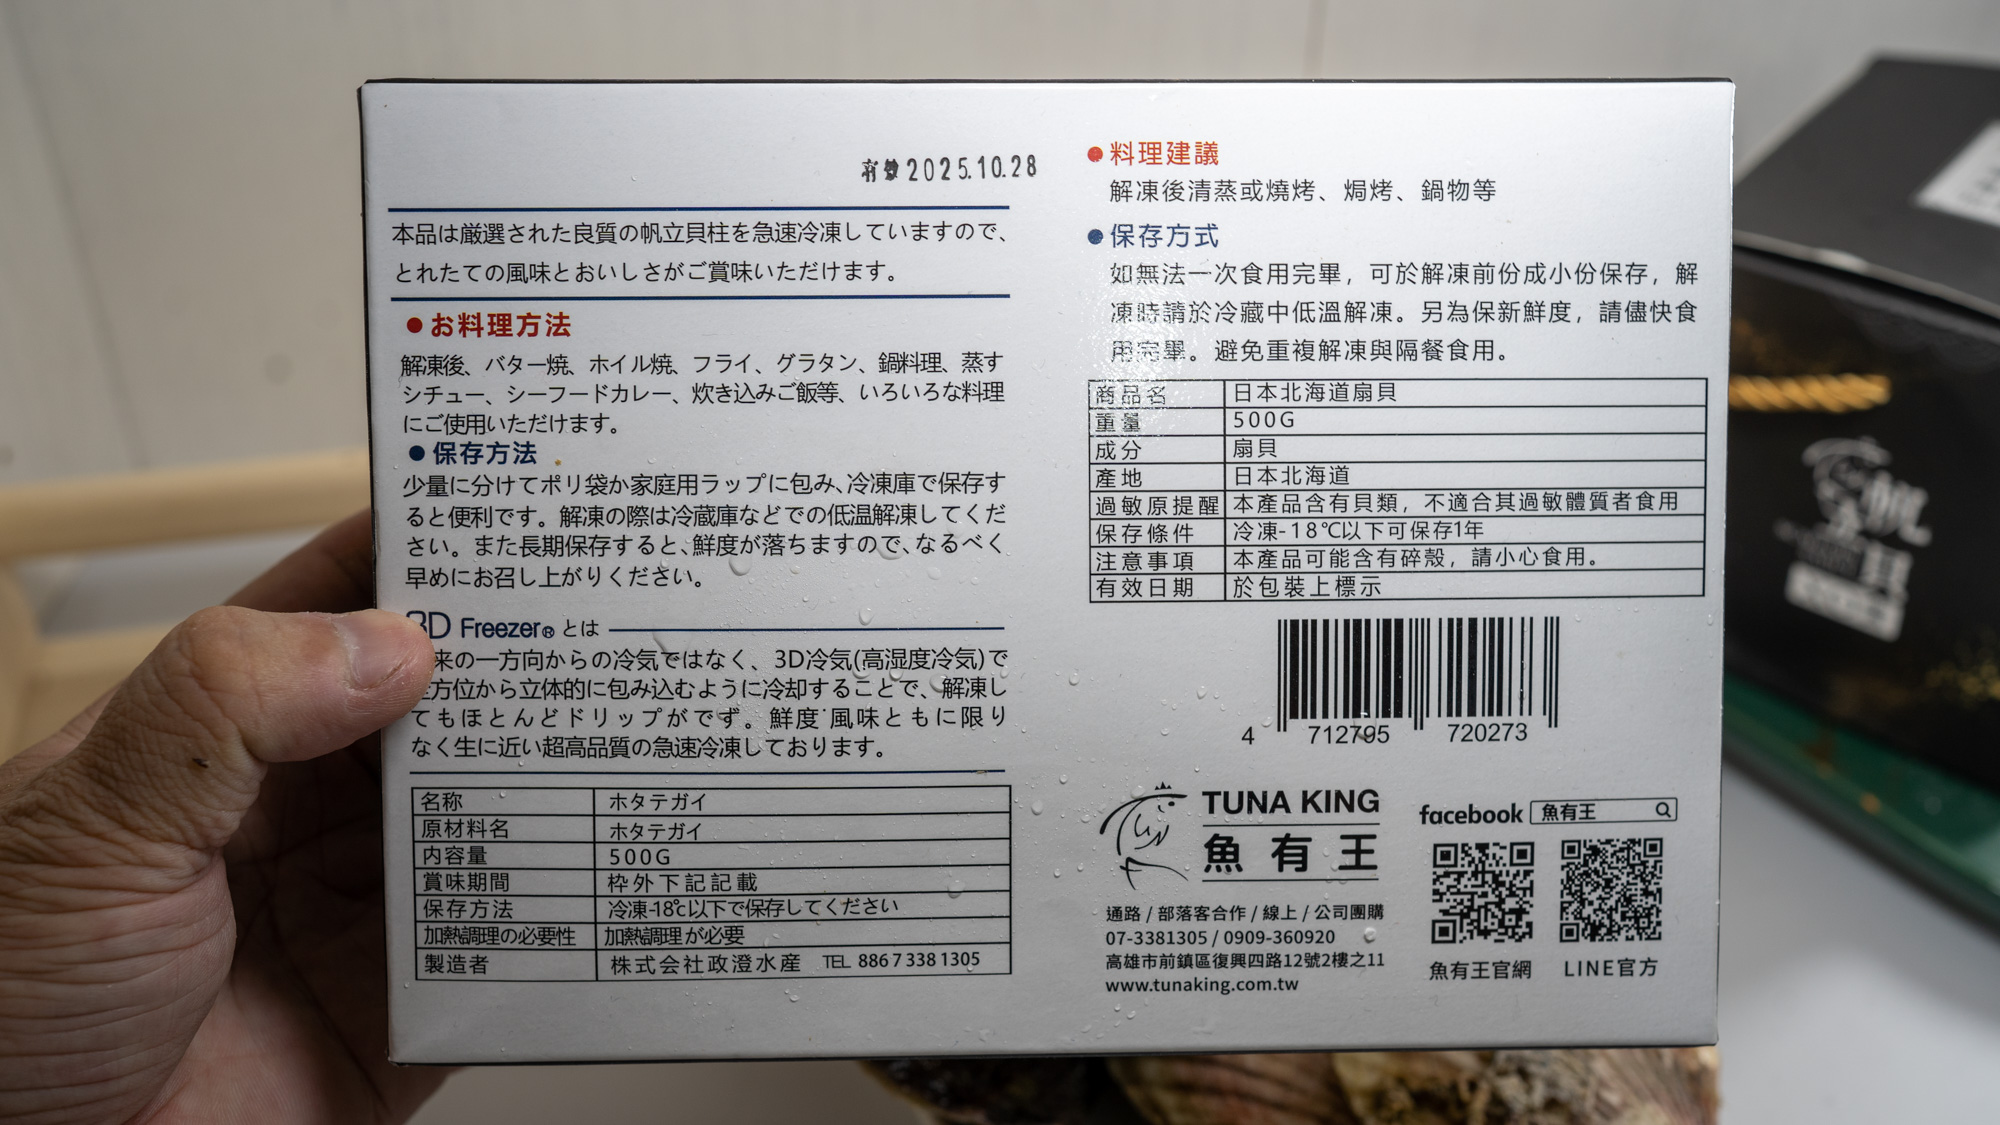 有效2025.10.28
本品は厳選された良質の帆立貝柱を急速冷凍していますので、
とれたての風味とおいしさがご賞味いただけます。
●お料理方法
解凍後、バター焼、ホイル焼、フライ、グラタン、鍋料理、蒸す
シチュー、シーフードカレー、炊き込みご飯等、いろいろな料理
にご使用いただけます。
●保存方法
少量に分けてポリ袋か家庭用ラップに包み、冷凍庫で保存す
ると便利です。解凍の際は冷蔵庫などでの低温解凍してくだ
さい。また長期保存すると、鮮度が落ちますので、なるべく
早めにお召し上がりください。
3D Freezer® とは
来の一方向からの冷気ではなく、3D冷気(高湿度冷気)で
方位から立体的に包み込むように冷却することで、解凍し
てもほとんどドリップがでず。鮮度・風味ともに限り
なく生に近い超高品質の急速冷凍しております。
名称 ホタテガイ
原材料名 ホタテガイ
内容量 500G
賞味期間 枠外下記記載
保存方法 冷凍-18℃以下で保存してください
加熱調理の必要性 加熱調理が必要
製造者 株式会社政澄水産 TEL 886 7 338 1305
●料理建議
解凍後清蒸或燒烤、焗烤、鍋物等
●保存方式
如無法一次食用完畢，可於解凍前份成小份保存，解
凍時請於冷藏中低溫解凍。另為保新鮮度，請儘快食
用完畢。避免重複解凍與隔餐食用。
商品名 日本北海道扇貝
重量 500G
成分 扇貝
產地 日本北海道
過敏原提醒 本產品含有貝類，不適合其過敏體質者食用
保存條件 冷凍-18℃以下可保存1年
注意事項 本產品可能含有碎殼，請小心食用。
有效日期 於包裝上標示
4 712795 720273
TUNA KING
魚有王
通路 / 部落客合作 / 線上 / 公司團購
07-3381305 / 0909-360920
高雄市前鎮區復興四路12號2樓之11
www.tunaking.com.tw
facebook 魚有王
魚有王官網 LINE官方
帆
貝